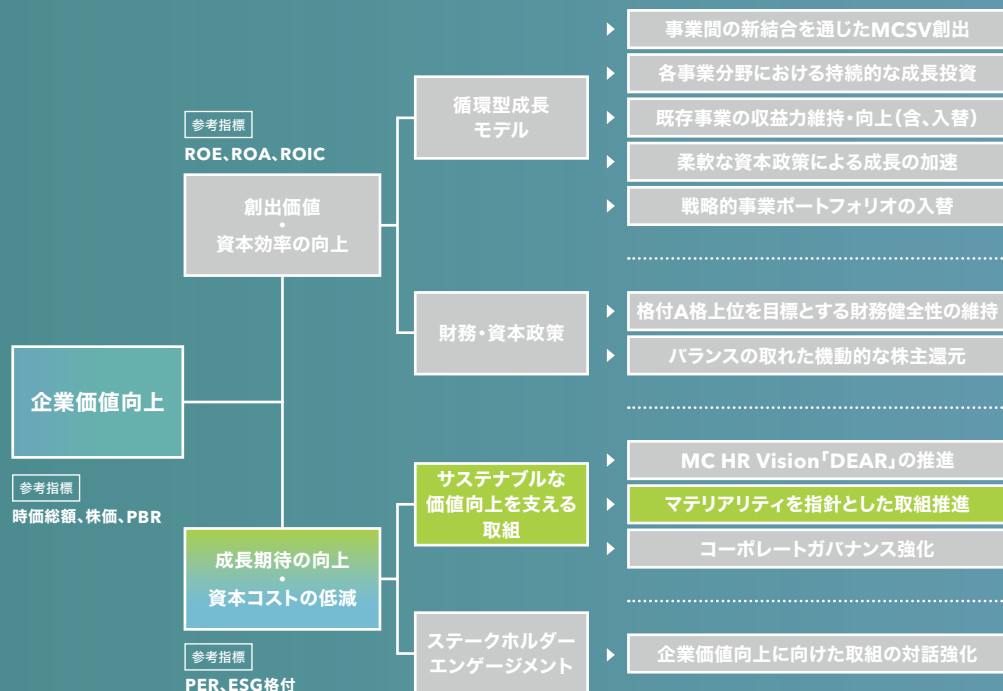 事業間の新結合を通じたMCSV創出
各事業分野における持続的な成長投資
既存事業の収益力維持・向上（含、入替）
柔軟な資本政策による成長の加速
戦略的事業ポートフォリオの入替
循環型成長
モデル
参考指標
ROE、ROA、ROIC
創出価値
・
資本効率の向上
格付A格上位を目標とする財務健全性の維持
バランスの取れた機動的な株主還元
財務・資本政策
企業価値向上
参考指標
時価総額、株価、PBR
MC HR Vision「DEAR」の推進
マテリアリティを指針とした取組推進
コーポレートガバナンス強化
サステナブルな
価値向上を支える
取組
成長期待の向上
・
資本コストの低減
参考指標
PER、ESG格付
ステークホルダー
エンゲージメント
企業価値向上に向けた取組の対話強化